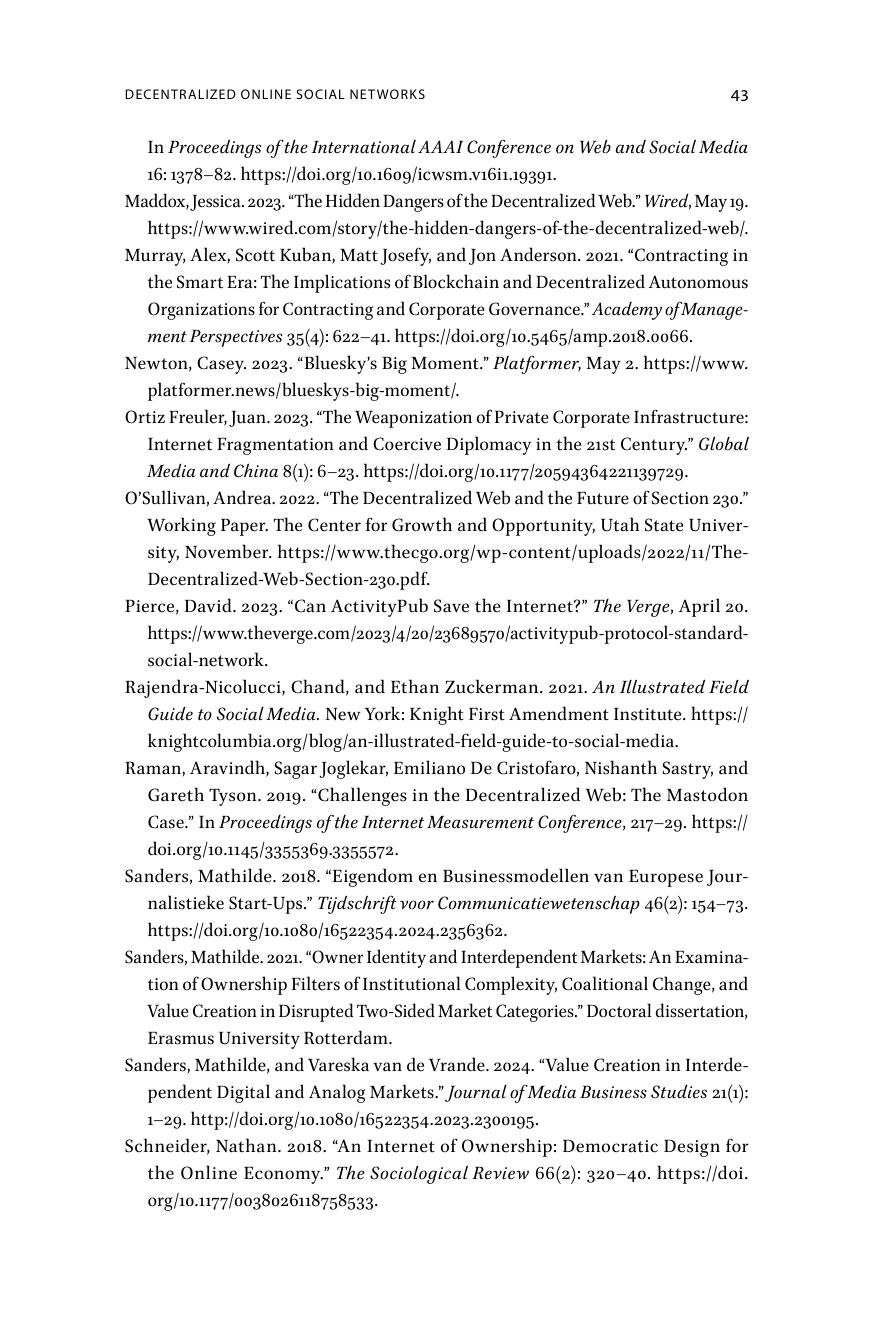 DECENTRALIZED ONLINE SOCIAL NETWORKS 43
In Proceedings of the International AAAI Conference on Web and Social Media
16: 1378–82. https://doi.org/10.1609/icwsm.v16i1.19391.
Maddox, Jessica. 2023. “The Hidden Dangers of the Decentralized Web.” Wired, May 19.
https://www.wired.com/story/the-hidden-dangers-of-the-decentralized-web/.
Murray, Alex, Scott Kuban, Matt Josefy, and Jon Anderson. 2021. “Contracting in
the Smart Era: The Implications of Blockchain and Decentralized Autonomous
Organizations for Contracting and Corporate Governance.” Academy of Manage-
ment Perspectives 35(4): 622–41. https://doi.org/10.5465/amp.2018.0066.
Newton, Casey. 2023. “Bluesky’s Big Moment.” Platformer, May 2. https://www.
platformer.news/blueskys-big-moment/.
Ortiz Freuler, Juan. 2023. “The Weaponization of Private Corporate Infrastructure:
Internet Fragmentation and Coercive Diplomacy in the 21st Century.” Global
Media and China 8(1): 6–23. https://doi.org/10.1177/20594364221139729.
O’Sullivan, Andrea. 2022. “The Decentralized Web and the Future of Section 230.”
Working Paper. The Center for Growth and Opportunity, Utah State Univer-
sity, November. https://www.thecgo.org/wp-content/uploads/2022/11/The-
Decentralized-Web-Section-230.pdf.
Pierce, David. 2023. “Can ActivityPub Save the Internet?” The Verge, April 20.
https://www.theverge.com/2023/4/20/23689570/activitypub-protocol-standard-
social-network.
Rajendra-Nicolucci, Chand, and Ethan Zuckerman. 2021. An Illustrated Field
Guide to Social Media. New York: Knight First Amendment Institute. https://
knightcolumbia.org/blog/an-illustrated-field-guide-to-social-media.
Raman, Aravindh, Sagar Joglekar, Emiliano De Cristofaro, Nishanth Sastry, and
Gareth Tyson. 2019. “Challenges in the Decentralized Web: The Mastodon
Case.” In Proceedings of the Internet Measurement Conference, 217–29. https://
doi.org/10.1145/3355369.3355572.
Sanders, Mathilde. 2018. “Eigendom en Businessmodellen van Europese Jour-
nalistieke Start-Ups.” Tijdschrift voor Communicatiewetenschap 46(2): 154–73.
https://doi.org/10.1080/16522354.2024.2356362.
Sanders, Mathilde. 2021. “Owner Identity and Interdependent Markets: An Examina-
tion of Ownership Filters of Institutional Complexity, Coalitional Change, and
Value Creation in Disrupted Two-Sided Market Categories.” Doctoral dissertation,
Erasmus University Rotterdam.
Sanders, Mathilde, and Vareska van de Vrande. 2024. “Value Creation in Interde-
pendent Digital and Analog Markets.” Journal of Media Business Studies 21(1):
1–29. http://doi.org/10.1080/16522354.2023.2300195.
Schneider, Nathan. 2018. “An Internet of Ownership: Democratic Design for
the Online Economy.” The Sociological Review 66(2): 320–40. https://doi.
org/10.1177/0038026118758533.